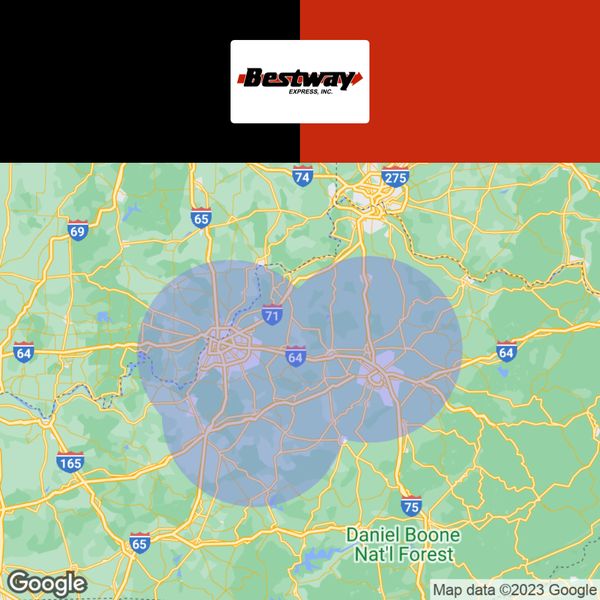 Bestway
EXPRESS, INC.
74
275
65
69
71
64
64
64
165
75
65
Daniel Boone
Nat'l Forest
Google
Map data ©2023 Google